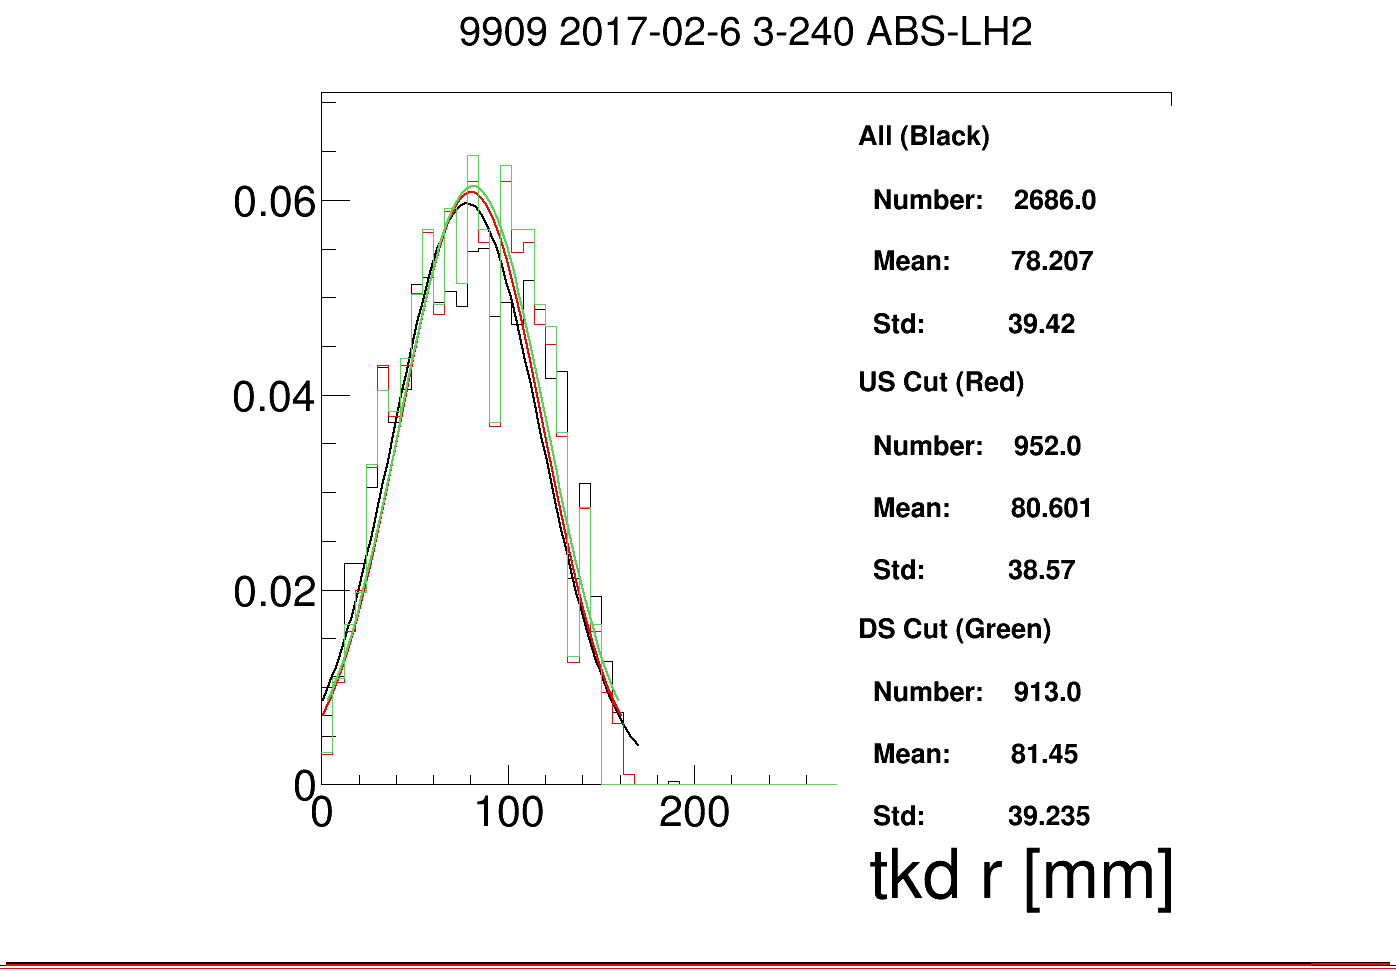 9909 2017-02-6 3-240 ABS-LH2
All (Black)
Number: 2686.0
Mean: 78.207
Std: 39.42
US Cut (Red)
Number: 952.0
Mean: 80.601
Std: 38.57
DS Cut (Green)
Number: 913.0
Mean: 81.45
Std: 39.235
0.06
0.04
0.02
0
0 100 200
tkd r [mm]